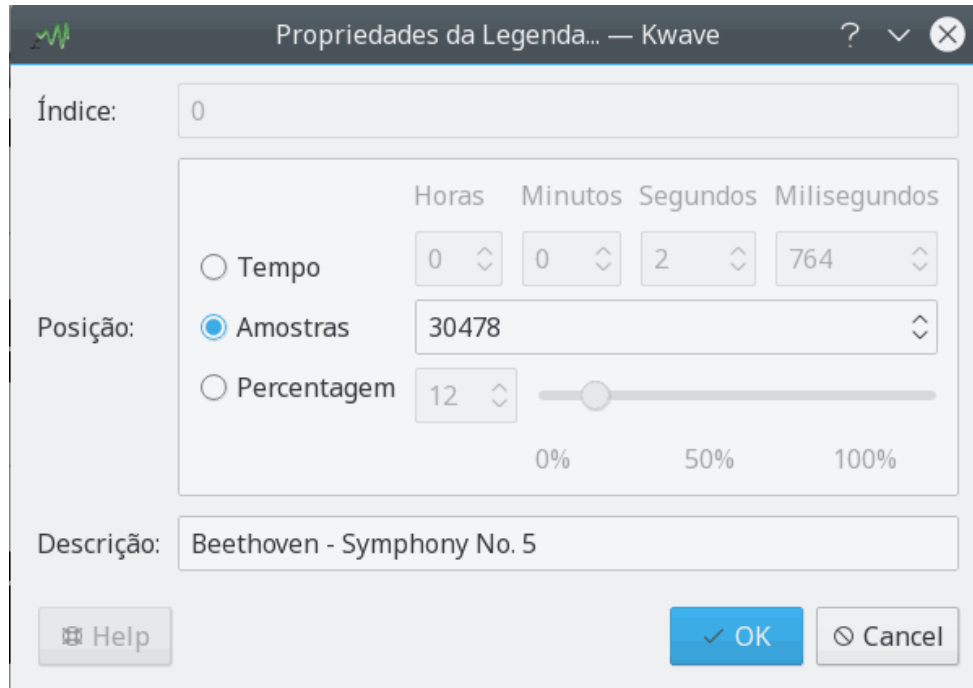 Propriedades da Legenda... — Kwave
Índice: 0
Horas Minutos Segundos Milisegundos
Tempo 0 0 2 764
Posição: Amostras 30478
Percentagem 12
0% 50% 100%
Descrição: Beethoven - Symphony No. 5
Help OK Cancel